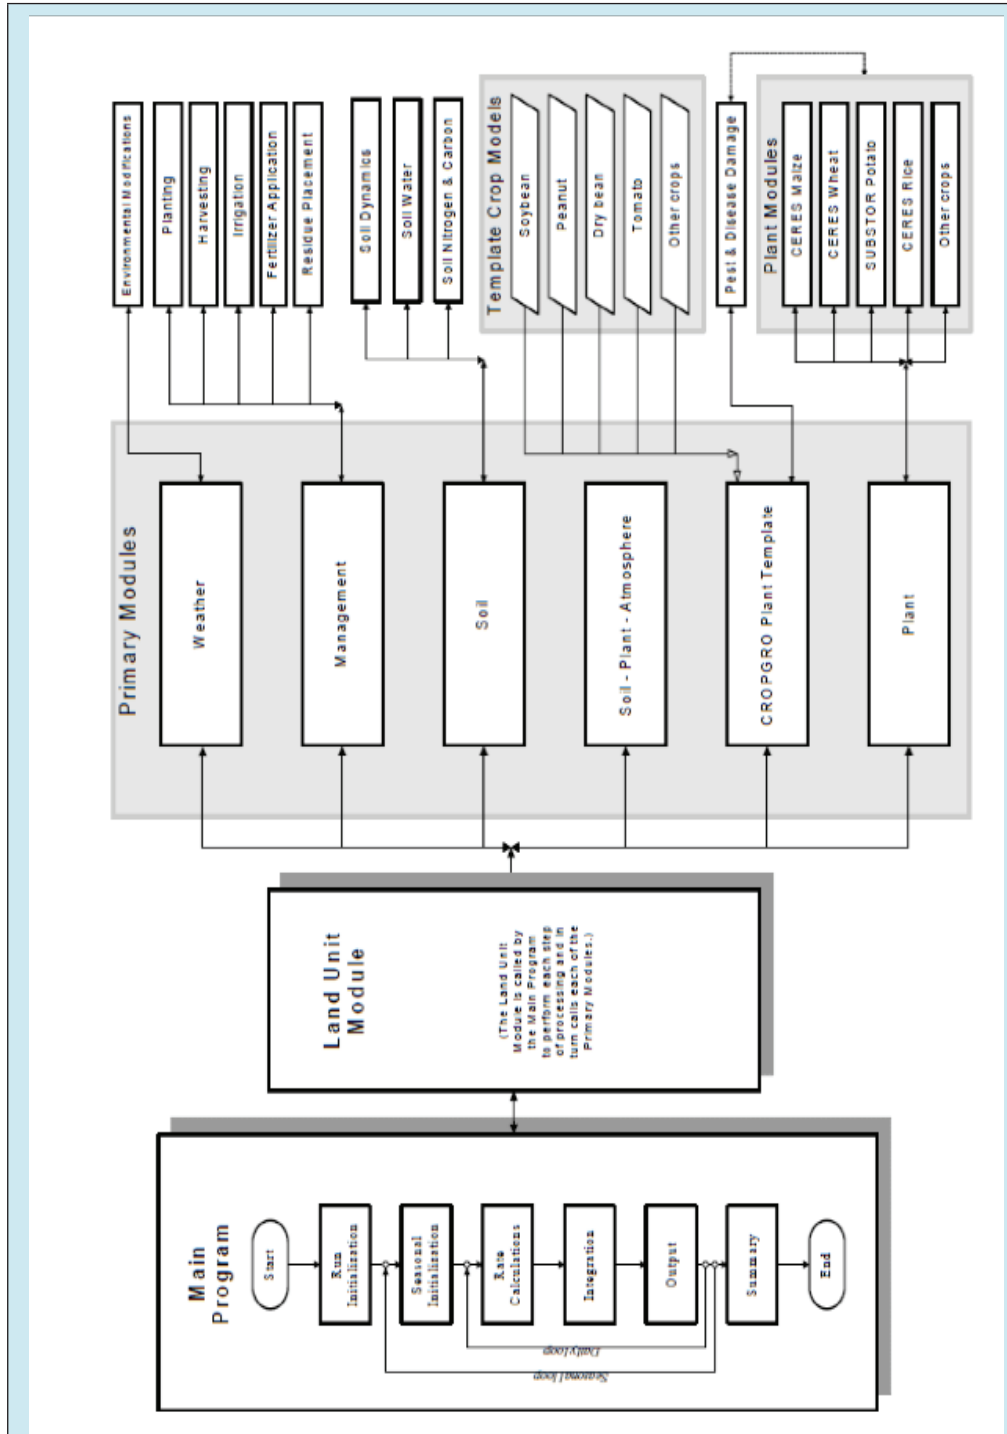 Main
Program
Start
Run
Initialization
Seasonal
Initialization
Rate
Calculations
Integration
Output
Summary
End
Daily loop
Seasonal loop
Land Unit
Module
(The Land Unit
Module is called by
the Main Program
to perform each step
of processing and in
turn calls each of the
Primary Modules.)
Primary Modules
Weather
Management
Soil
Soil - Plant - Atmosphere
CROPGRO Plant Template
Plant
Environmental Modifications
Planting
Harvesting
Irrigation
Fertilizer Application
Residue Placement
Soil Dynamics
Soil Water
Soil Nitrogen & Carbon
Template Crop Models
Soybean
Peanut
Dry bean
Tomato
Other crops
Pest & Disease Damage
Plant Modules
CERES Maize
CERES Wheat
SUBSTOR Potato
CERES Rice
Other crops